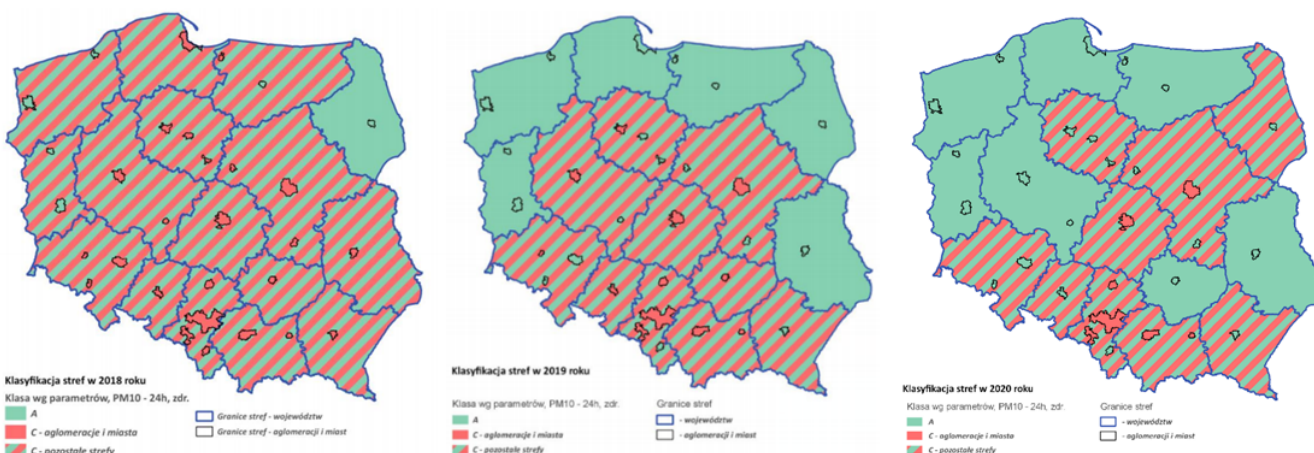 Klasyfikacja stref w 2018 roku
Klasa wg parametrów, PM10 - 24h, zdr.
A
C - aglomeracje i miasta
C - pozostałe strefy
Granice stref - województw
Granice stref - aglomeracji i miast
Klasyfikacja stref w 2019 roku
Klasa wg parametrów, PM10 - 24h, zdr.
A
C - aglomeracje i miasta
C - pozostałe strefy
Granice stref
- województw
- aglomeracji i miast
Klasyfikacja stref w 2020 roku
Klasa wg parametrów, PM10 - 24h, zdr.
A
C - aglomeracje i miasta
C - pozostałe strefy
Granice stref
- województw
- aglomeracji i miast